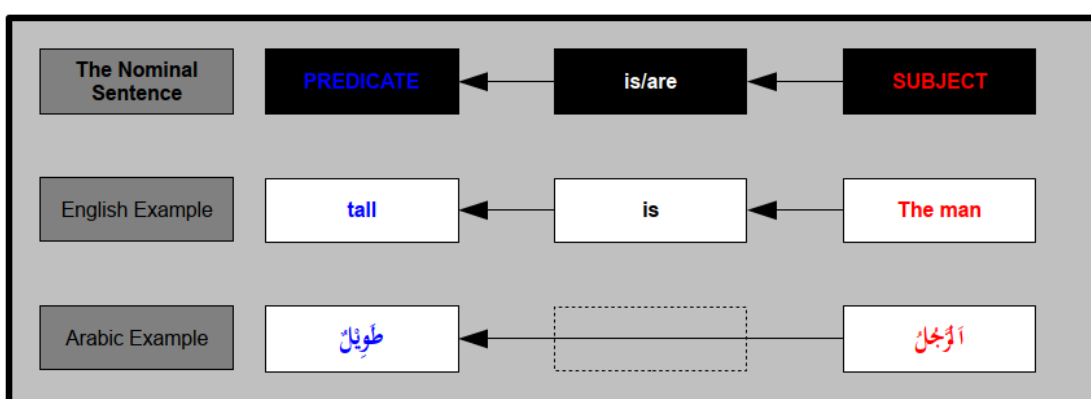 The Nominal
Sentence
PREDICATE
is/are
SUBJECT
English Example
tall
is
The man
Arabic Example
طَوِيْلٌ
اَلرَّجُلُ